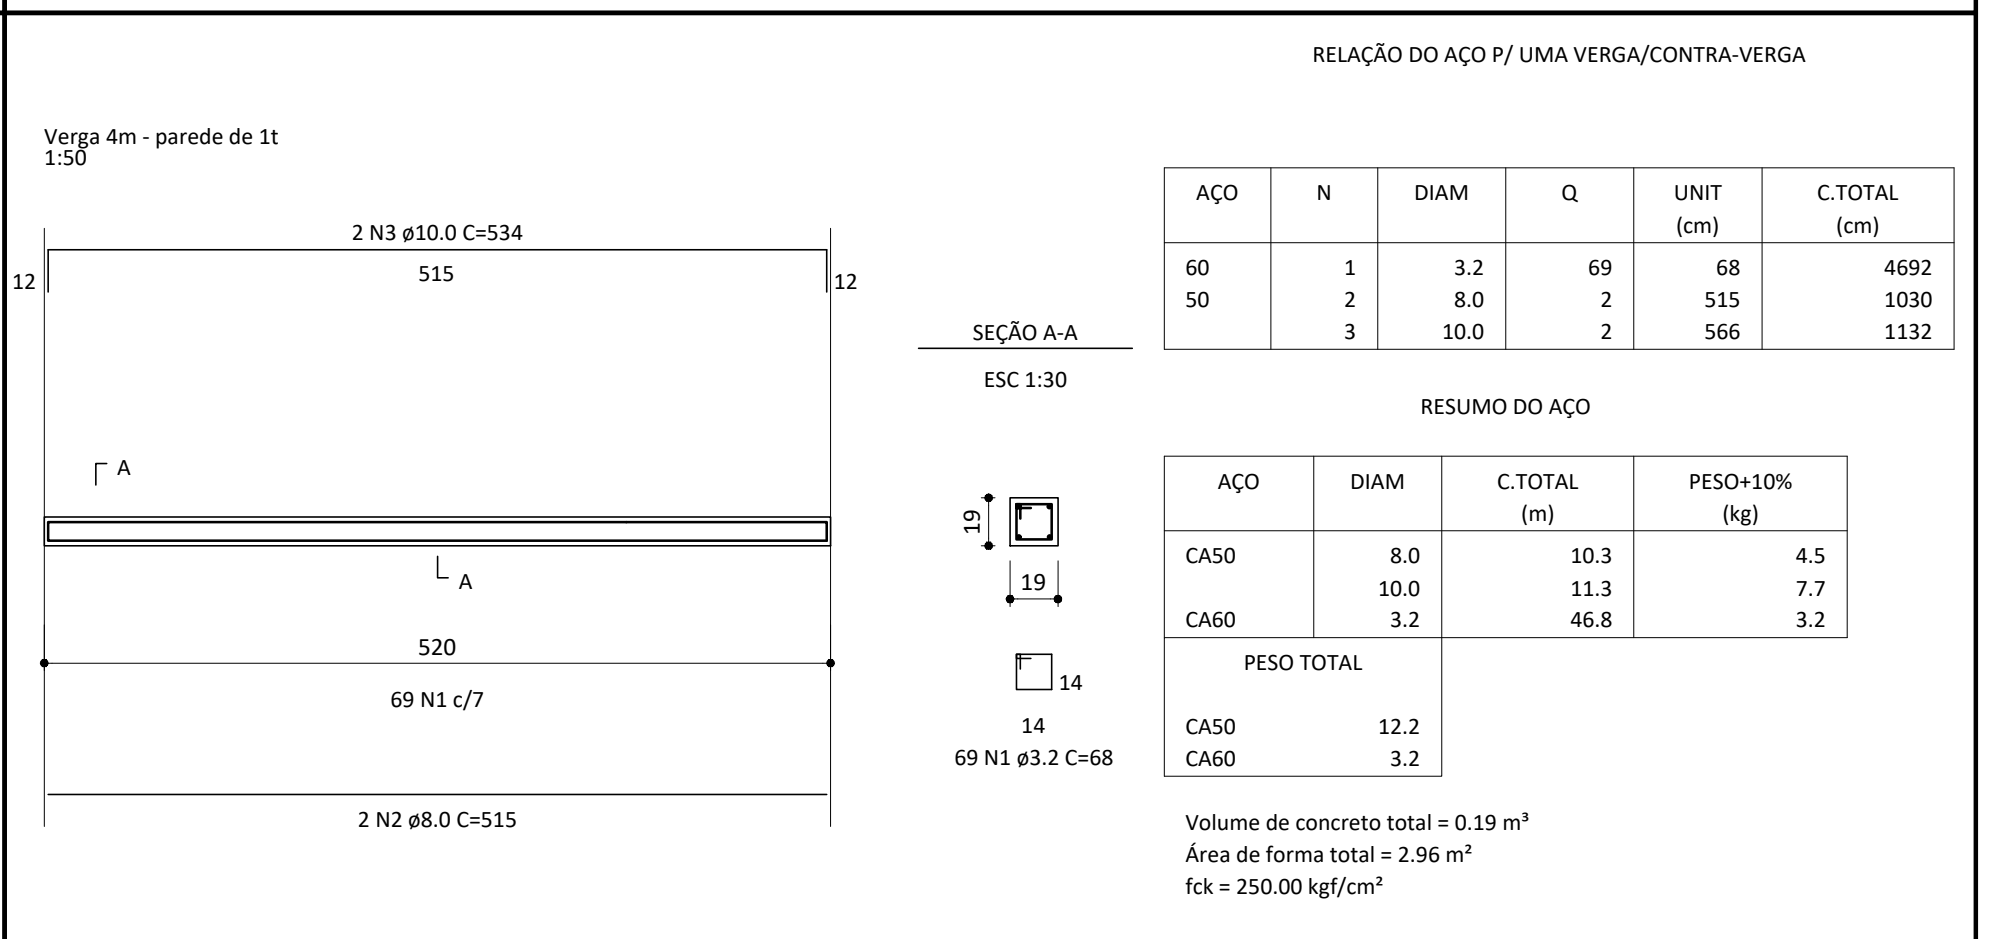 RELAÇÃO DO AÇO P/ UMA VERGA/CONTRA-VERGA
Verga 4m - parede de 1t
1:50
2 N3 ø10.0 C=534
515
12
12
A
A
520
69 N1 c/7
2 N2 ø8.0 C=515
SEÇÃO A-A
ESC 1:30
19
19
14
14
69 N1 ø3.2 C=68
AÇO N DIAM Q UNIT C.TOTAL
(cm) (cm)
60 1 3.2 69 68 4692
50 2 8.0 2 515 1030
3 10.0 2 566 1132
RESUMO DO AÇO
AÇO DIAM C.TOTAL PESO+10%
(m) (kg)
CA50 8.0 10.3 4.5
10.0 11.3 7.7
CA60 3.2 46.8 3.2
PESO TOTAL
CA50 12.2
CA60 3.2
Volume de concreto total = 0.19 m³
Área de forma total = 2.96 m²
fck = 250.00 kgf/cm²